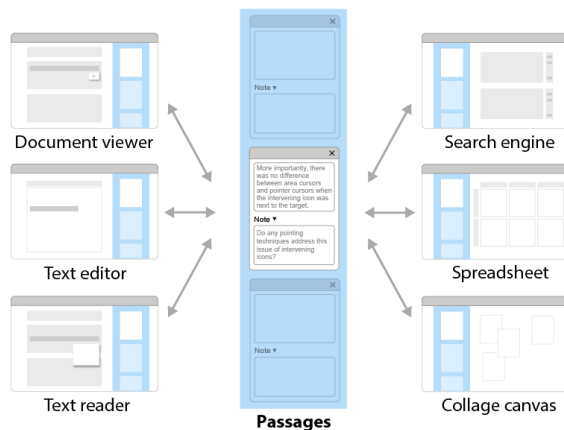 Note ▾
Document viewer
Search engine
More importantly, there
was no difference
between area cursors
and pointer cursors when
the intervening icon was
next to the target.
Note ▾
Do any pointing
techniques address this
issue of intervening
icons?
Text editor
Spreadsheet
Note ▾
Text reader
Collage canvas
Passages